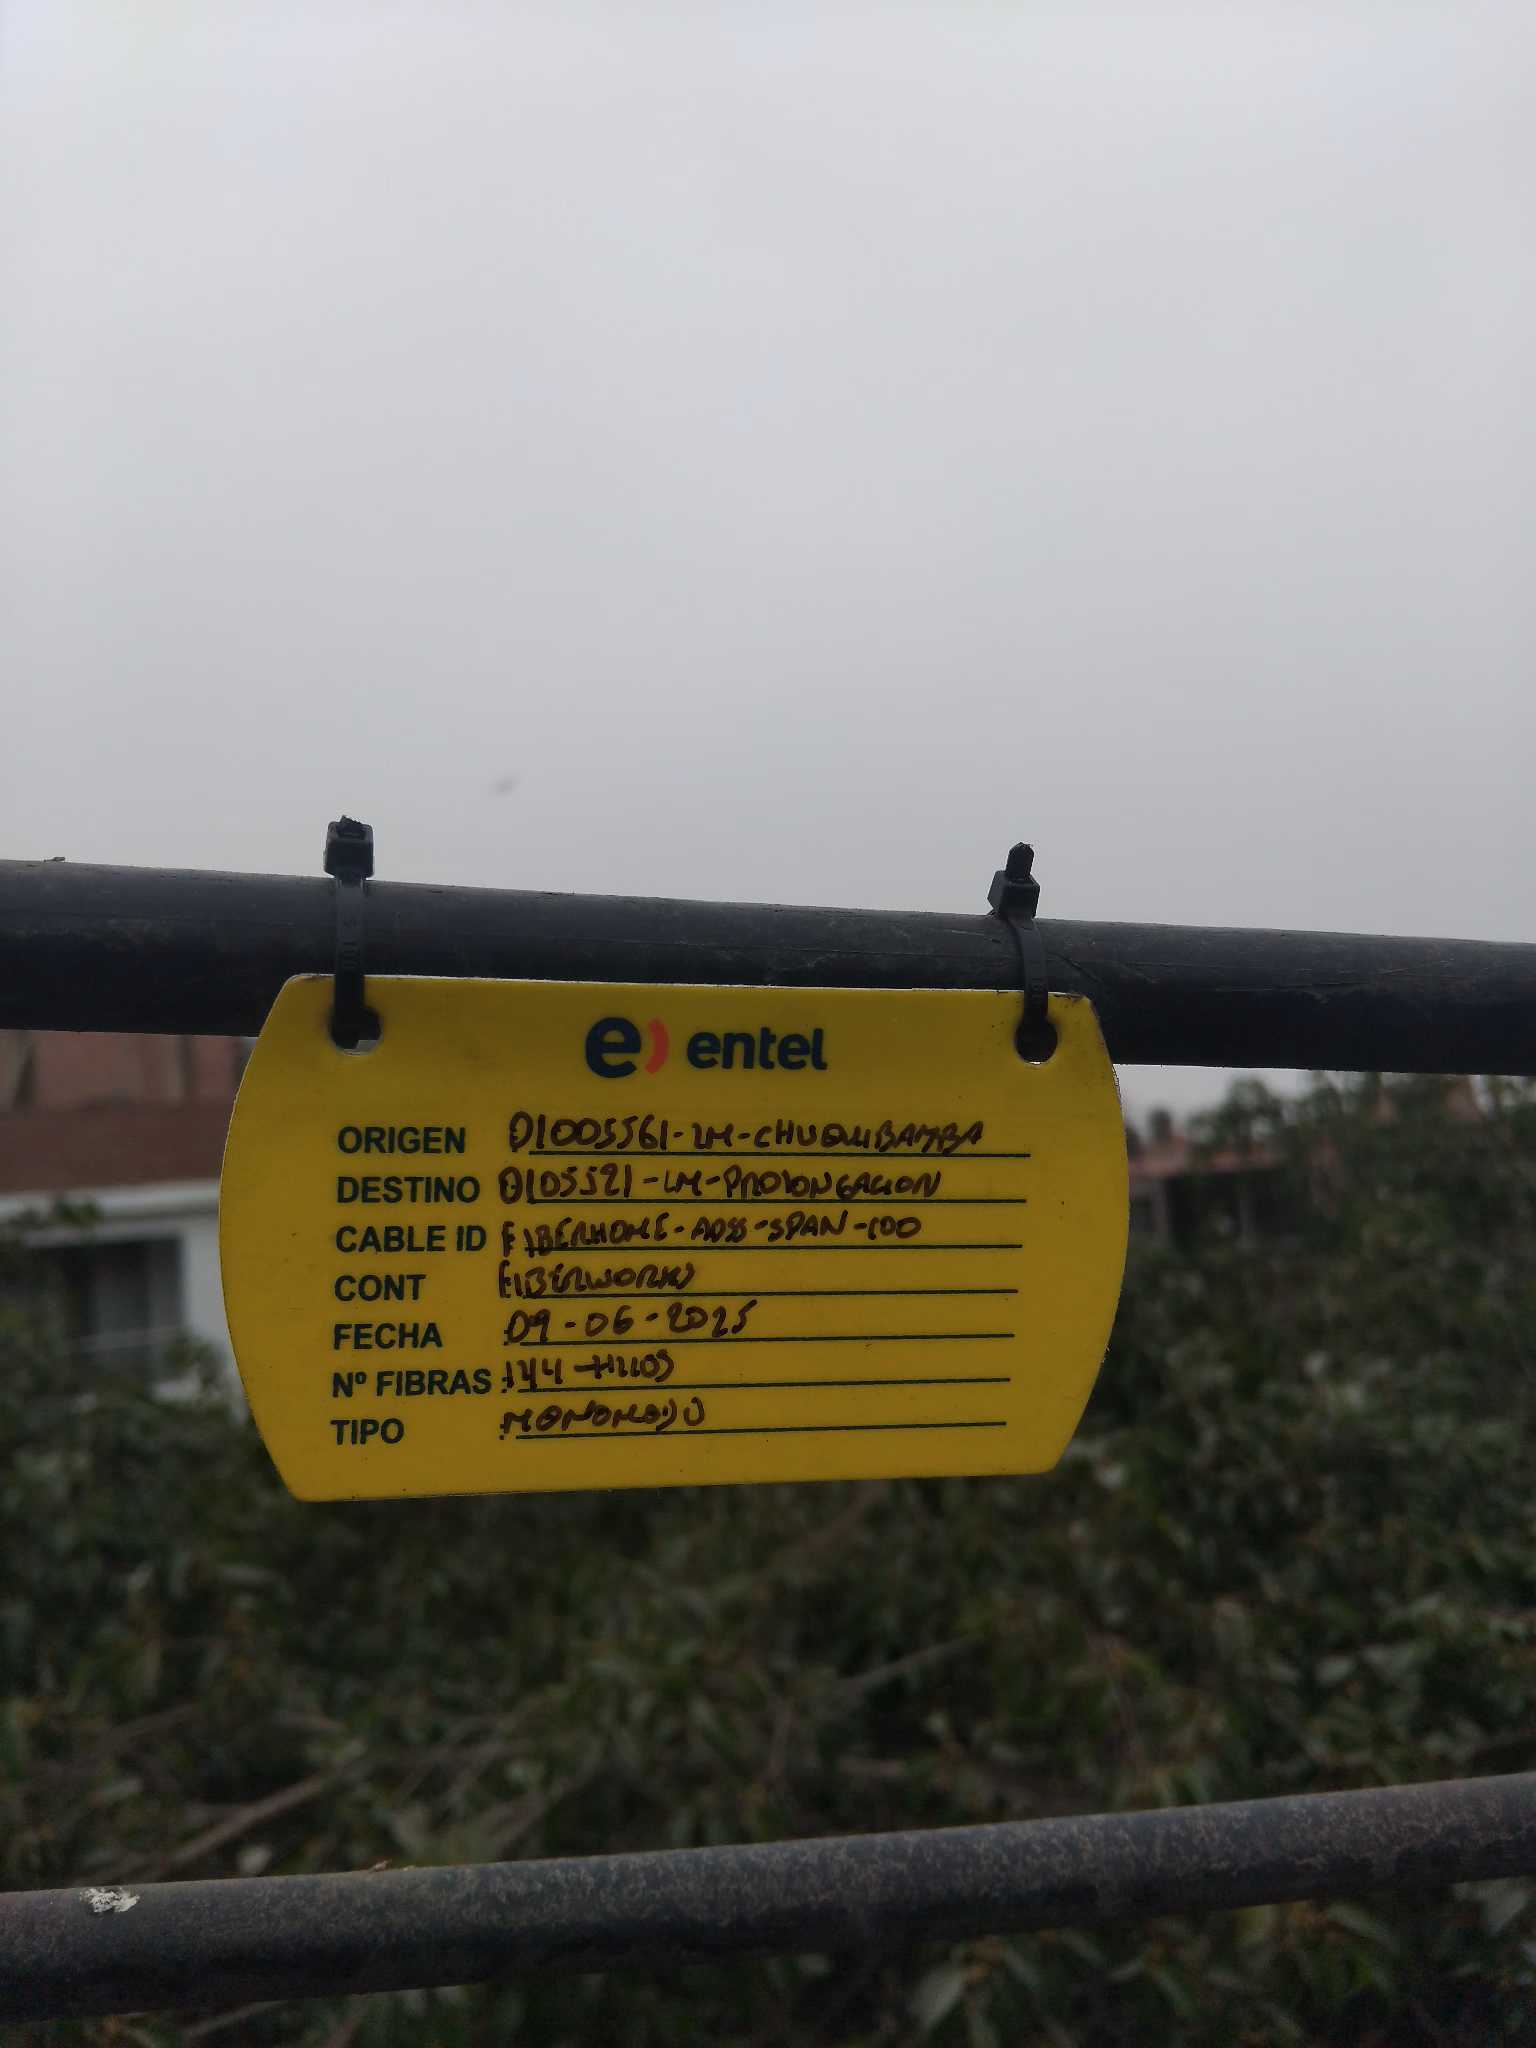 e) entel
ORIGEN 01005561-LM-CHUQUIBAMBA
DESTINO 0105521-LM-PROLONGACION
CABLE ID FIBERHOME-ADSS-SPAN-100
CONT FIBERWORKS
FECHA 09-06-2025
Nº FIBRAS 144-HILOS
TIPO MONOMODO